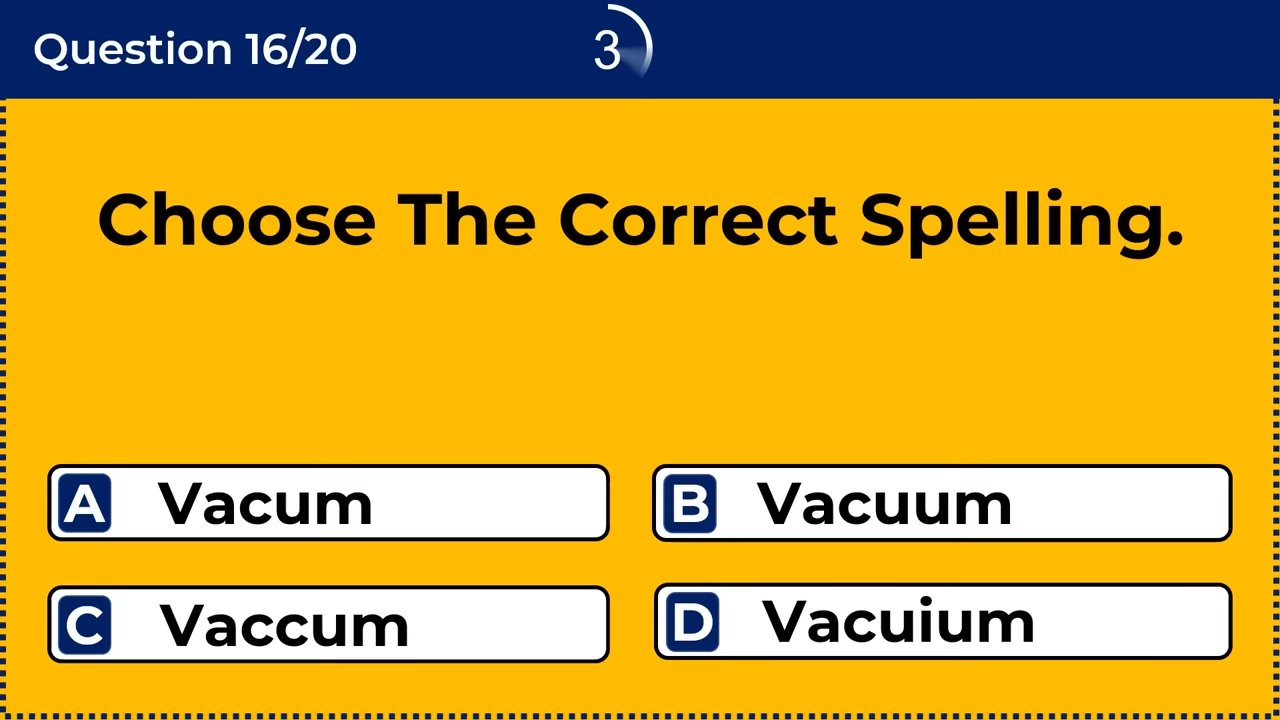 Question 16/20
3
Choose The Correct Spelling.
A Vacum
B Vacuum
C Vaccum
D Vacuium